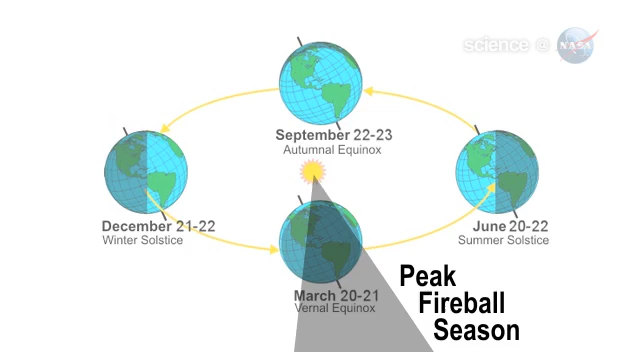 science @ NASA
September 22-23
Autumnal Equinox
December 21-22
Winter Solstice
June 20-22
Summer Solstice
March 20-21
Vernal Equinox
Peak
Fireball
Season